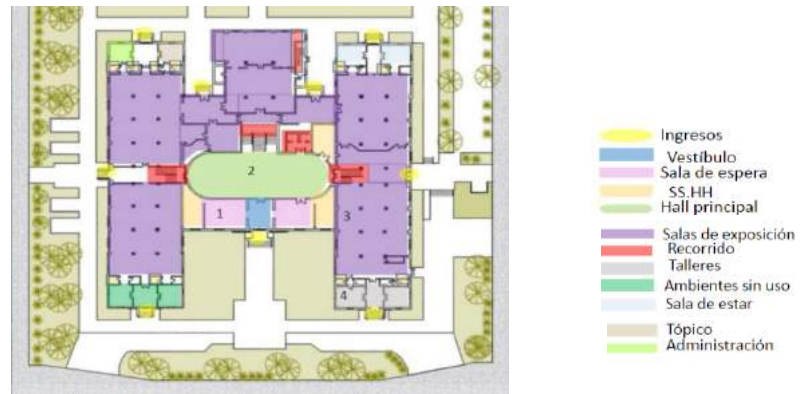 2
1
3
4
Ingresos
Vestíbulo
Sala de espera
SS.HH
Hall principal
Salas de exposición
Recorrido
Talleres
Ambientes sin uso
Sala de estar
Tópico
Administración